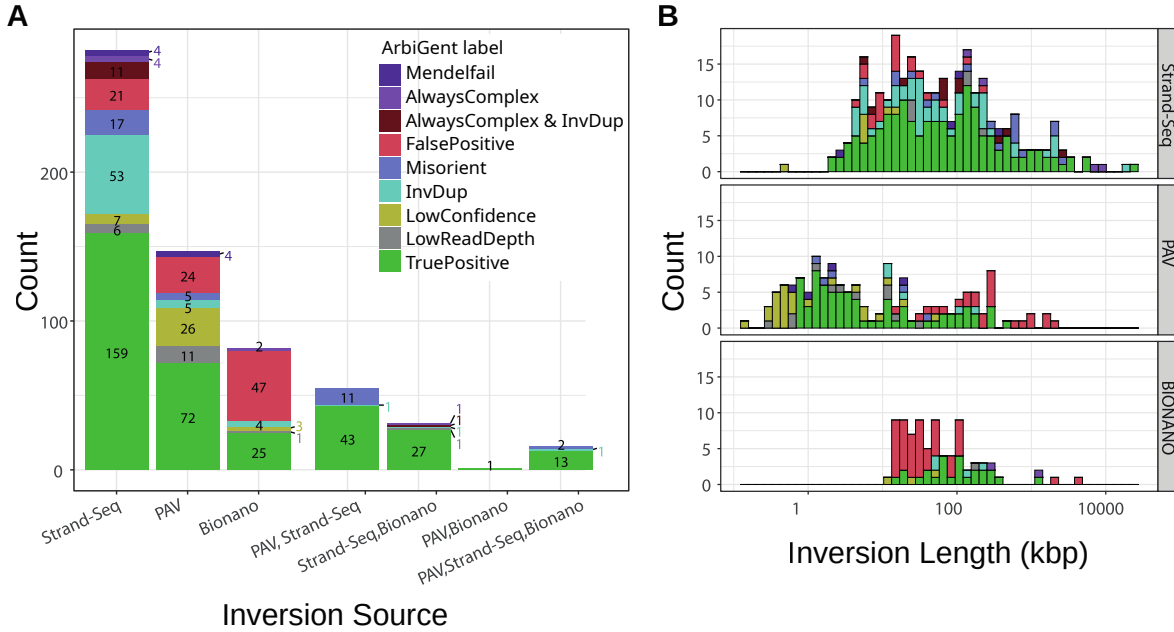 A
ArbiGent label
Mendelfail
AlwaysComplex
AlwaysComplex & InvDup
FalsePositive
Misorient
InvDup
LowConfidence
LowReadDepth
TruePositive
Count
200
100
0
4
4
11
21
17
53
7
6
159
4
24
5
5
26
11
72
2
47
4
3
1
25
11
1
43
1
1
1
1
27
1
2
1
13
Strand-Seq
PAV
Bionano
PAV, Strand-Seq
Strand-Seq,Bionano
PAV,Bionano
PAV,Strand-Seq,Bionano
Inversion Source
B
Count
15
10
5
0
Strand-Seq
15
10
5
0
PAV
15
10
5
0
BIONANO
1
100
10000
Inversion Length (kbp)